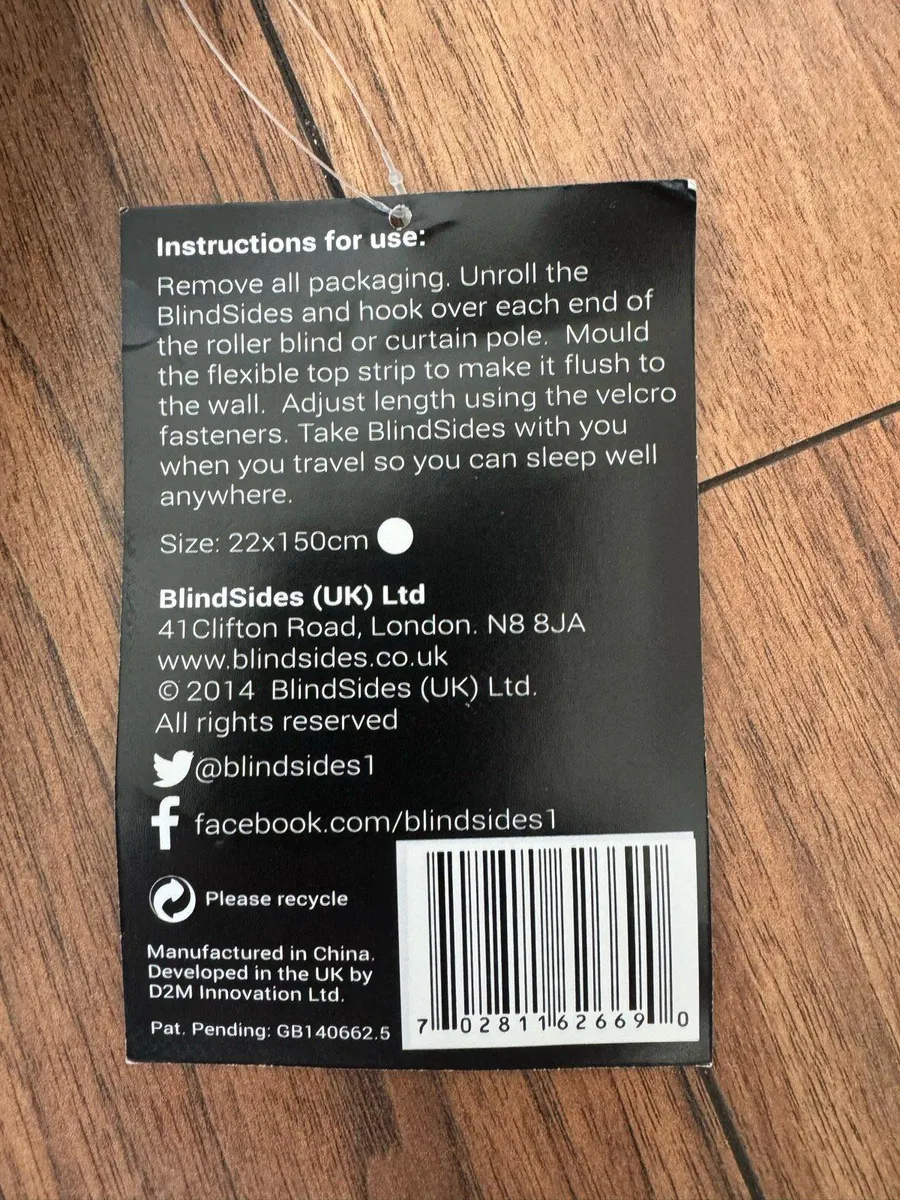 Instructions for use:
Remove all packaging. Unroll the
BlindSides and hook over each end of
the roller blind or curtain pole. Mould
the flexible top strip to make it flush to
the wall. Adjust length using the velcro
fasteners. Take BlindSides with you
when you travel so you can sleep well
anywhere.
Size: 22x150cm
BlindSides (UK) Ltd
41Clifton Road, London. N8 8JA
www.blindsides.co.uk
© 2014 BlindSides (UK) Ltd.
All rights reserved
@blindsides1
facebook.com/blindsides1
Please recycle
Manufactured in China.
Developed in the UK by
D2M Innovation Ltd.
Pat. Pending: GB140662.5
7 02811 62669 0